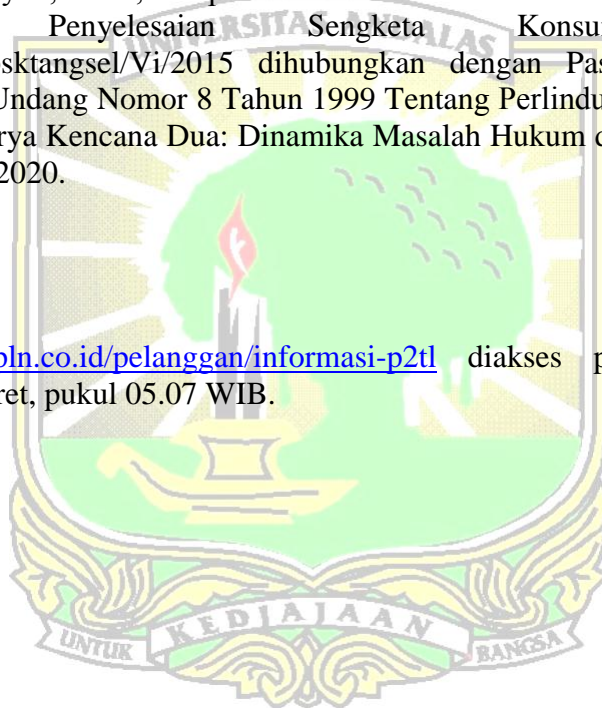 Penyelesaian Sengketa Konsu
UNIVERSITAS ANDALAS
sktangsel/Vi/2015 dihubungkan dengan Pas
Undang Nomor 8 Tahun 1999 Tentang Perlindu
rya Kencana Dua: Dinamika Masalah Hukum d
2020.
pln.co.id/pelanggan/informasi-p2tl diakses p
ret, pukul 05.07 WIB.
UNTUK KEDJAJAAN BANGSA